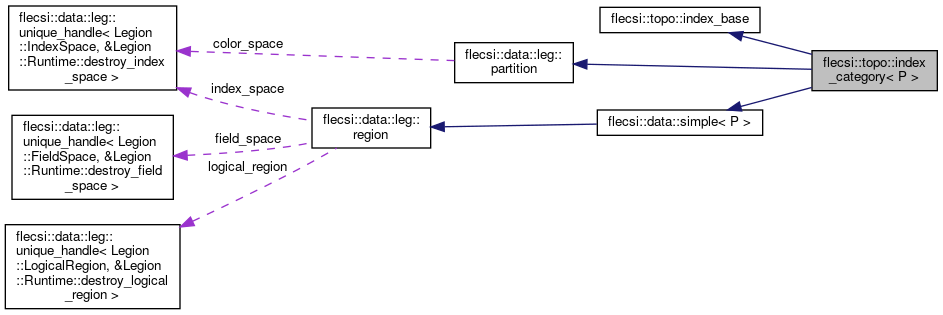 flecsi::data::leg::
unique_handle< Legion
::IndexSpace, &Legion
::Runtime::destroy_index
_space >
color_space
flecsi::data::leg::
partition
flecsi::topo::index_base
flecsi::topo::index
_category< P >
index_space
flecsi::data::leg::
unique_handle< Legion
::FieldSpace, &Legion
::Runtime::destroy_field
_space >
field_space
flecsi::data::leg::
region
flecsi::data::simple< P >
logical_region
flecsi::data::leg::
unique_handle< Legion
::LogicalRegion, &Legion
::Runtime::destroy_logical
_region >